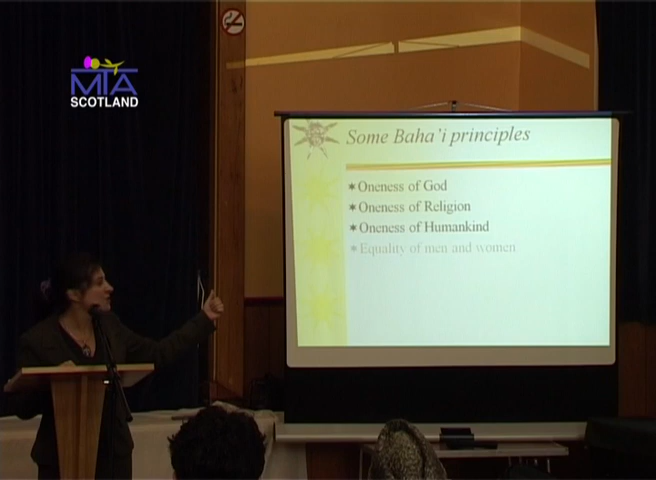 MTA
SCOTLAND
Some Baha'i principles
✶Oneness of God
✶Oneness of Religion
✶Oneness of Humankind
✶Equality of men and women